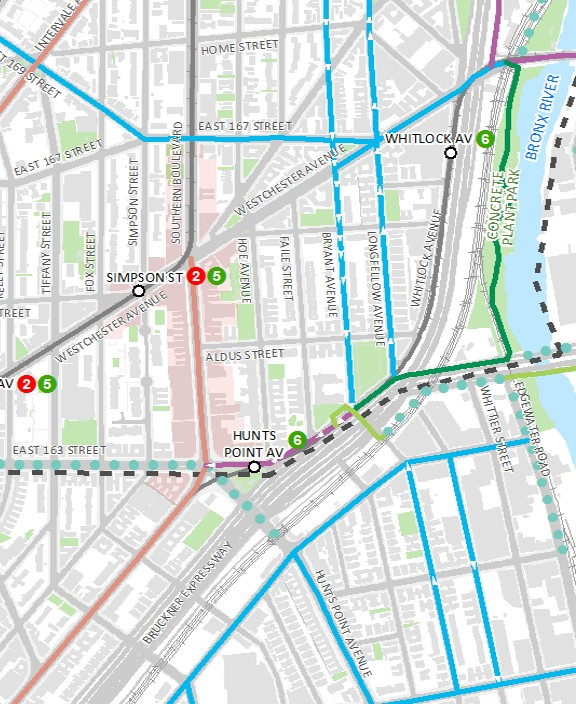 INTERVALE
HOME STREET
EAST 169 STREET
BRONX RIVER
SOUTHERN BOULEVARD
EAST 167 STREET
WHITLOCK AV 6
EAST 167 STREET
WESTCHESTER AVENUE
SIMPSON STREET
CONCRETE
PLANT PARK
TIFFANY STREET
FOX STREET
HOE AVENUE
FAILE STREET
BRYANT AVENUE
LONGFELLOW AVENUE
WHITLOCK AVENUE
SIMPSON ST 2 5
STREET
WESTCHESTER AVENUE
ALDUS STREET
AV 2 5
WHITTIER STREET
EDGEWATER ROAD
HUNTS
POINT AV 6
EAST 163 STREET
BRUCKNER EXPRESSWAY
HUNTS POINT AVENUE